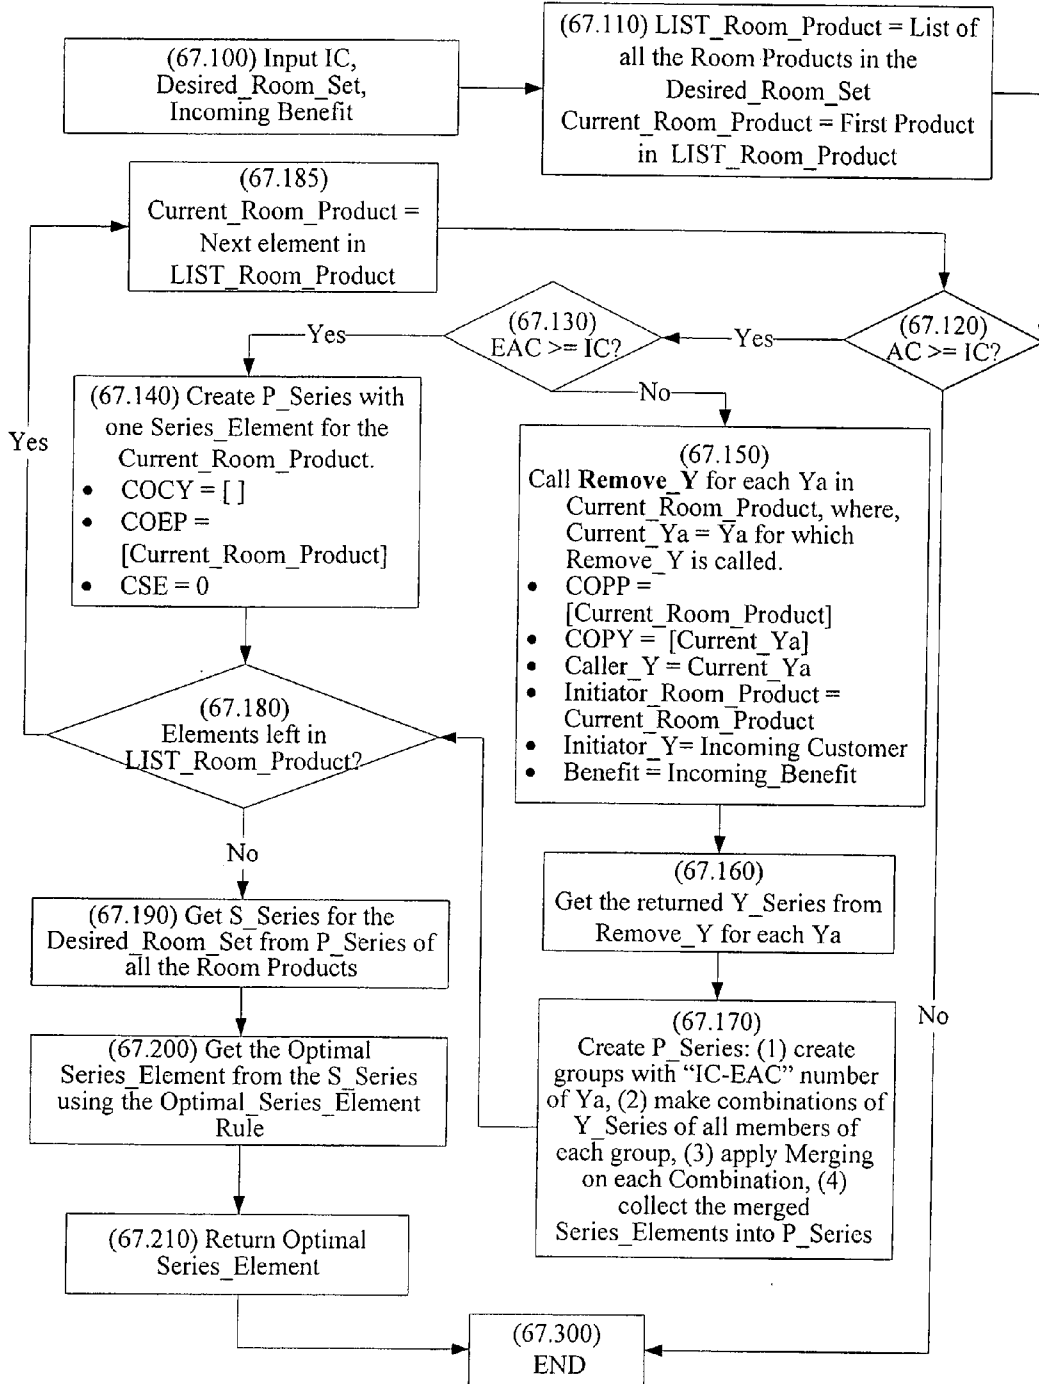 (67.100) Input IC,
Desired_Room_Set,
Incoming Benefit
(67.110) LIST_Room_Product = List of
all the Room Products in the
Desired_Room_Set
Current_Room_Product = First Product
in LIST_Room_Product
(67.185)
Current_Room_Product =
Next element in
LIST_Room_Product
(67.120)
AC >= IC?
Yes
(67.130)
EAC >= IC?
Yes
No
(67.140) Create P_Series with
one Series_Element for the
Current_Room_Product.
• COCY = [ ]
• COEP =
[Current_Room_Product]
• CSE = 0
Yes
(67.150)
Call Remove_Y for each Ya in
Current_Room_Product, where,
Current_Ya = Ya for which
Remove_Y is called.
• COPP =
[Current_Room_Product]
• COPY = [Current_Ya]
• Caller_Y = Current_Ya
• Initiator_Room_Product =
Current_Room_Product
• Initiator_Y= Incoming Customer
• Benefit = Incoming_Benefit
(67.180)
Elements left in
LIST_Room_Product?
No
(67.160)
Get the returned Y_Series from
Remove_Y for each Ya
(67.190) Get S_Series for the
Desired_Room_Set from P_Series of
all the Room Products
(67.170)
Create P_Series: (1) create
groups with “IC-EAC” number
of Ya, (2) make combinations of
Y_Series of all members of
each group, (3) apply Merging
on each Combination, (4)
collect the merged
Series_Elements into P_Series
No
(67.200) Get the Optimal
Series_Element from the S_Series
using the Optimal_Series_Element
Rule
(67.210) Return Optimal
Series_Element
(67.300)
END